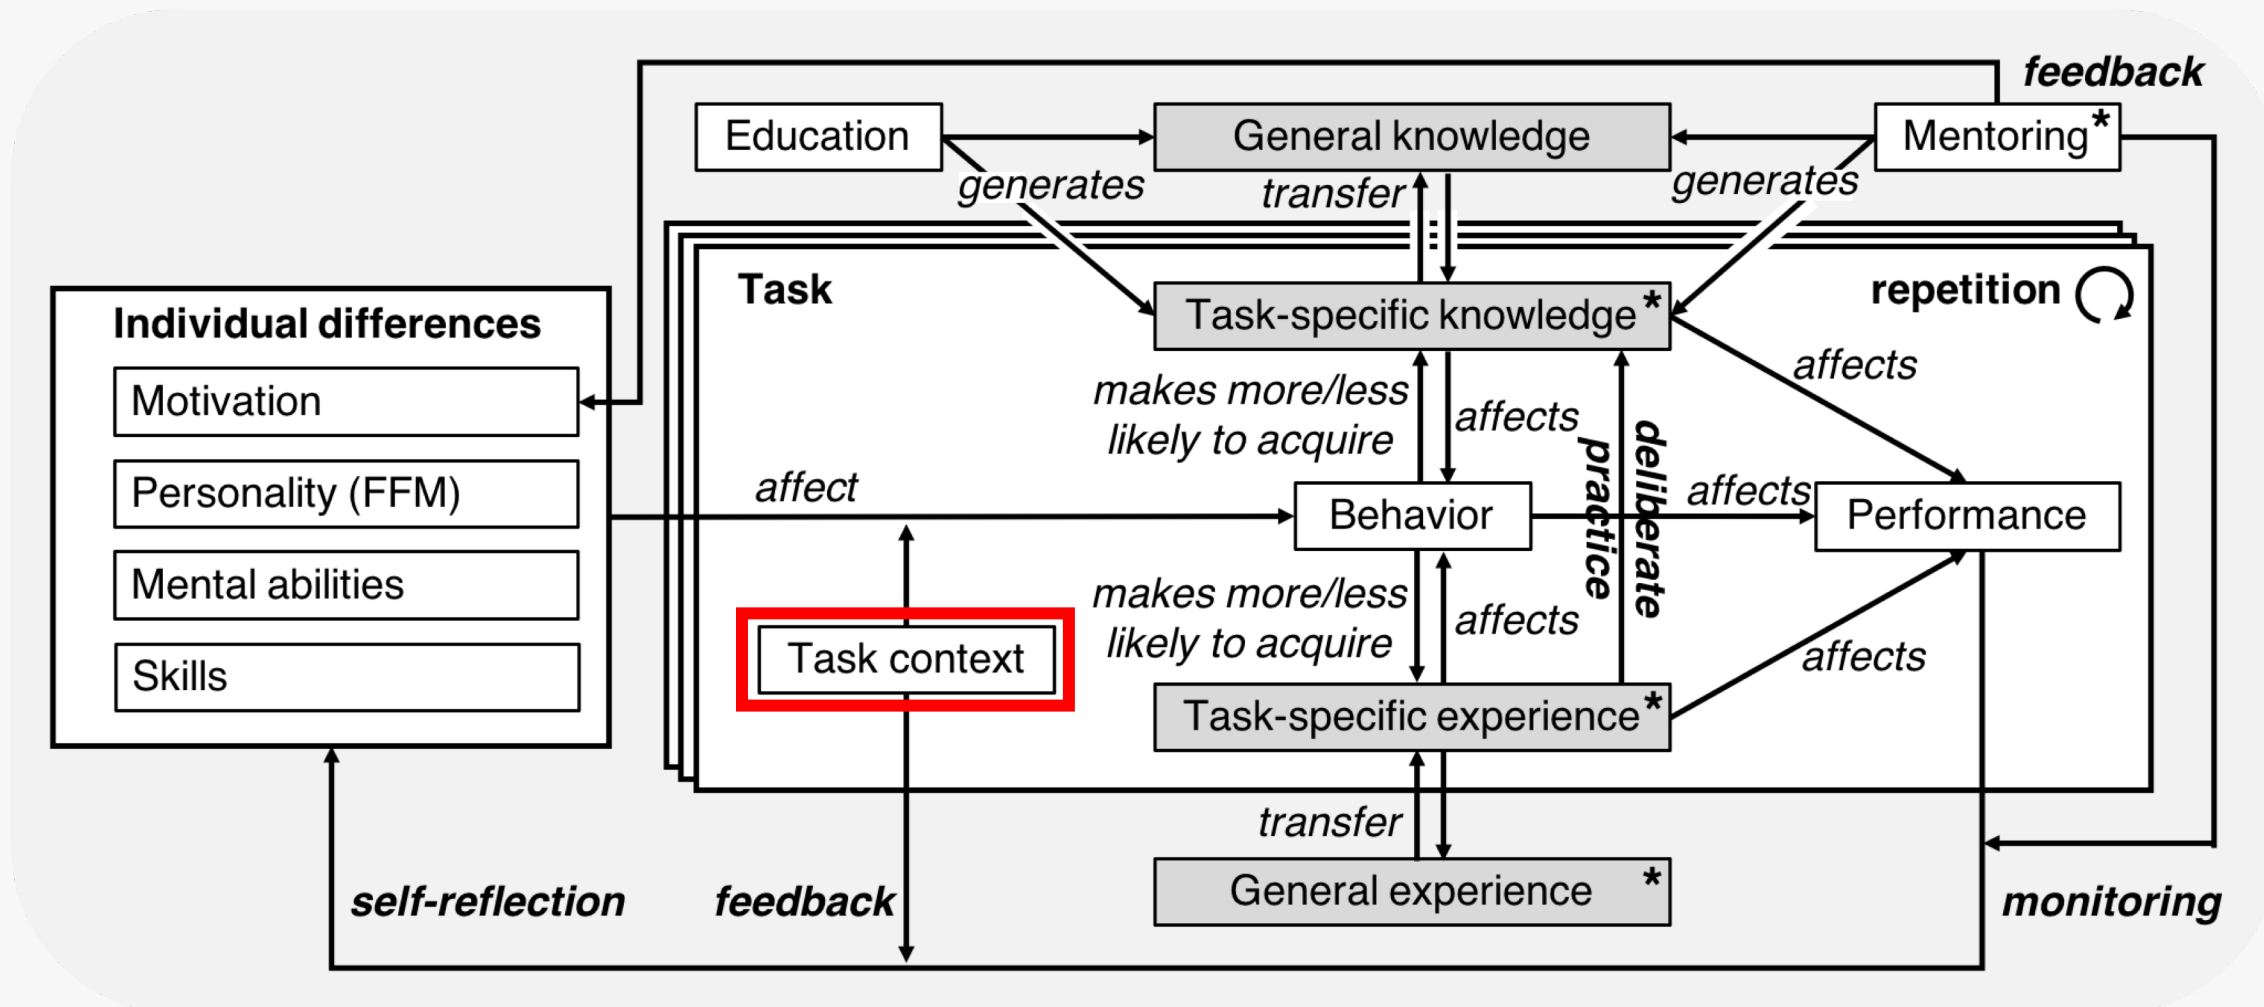 feedback
Education
General knowledge
Mentoring*
generates
transfer
generates
Task
repetition
Task-specific knowledge*
Individual differences
Motivation
Personality (FFM)
Mental abilities
Skills
makes more/less
likely to acquire
affects
deliberate
practice
affects
affect
Behavior
affects
Performance
Task context
makes more/less
likely to acquire
affects
affects
Task-specific experience*
transfer
General experience *
self-reflection
feedback
monitoring